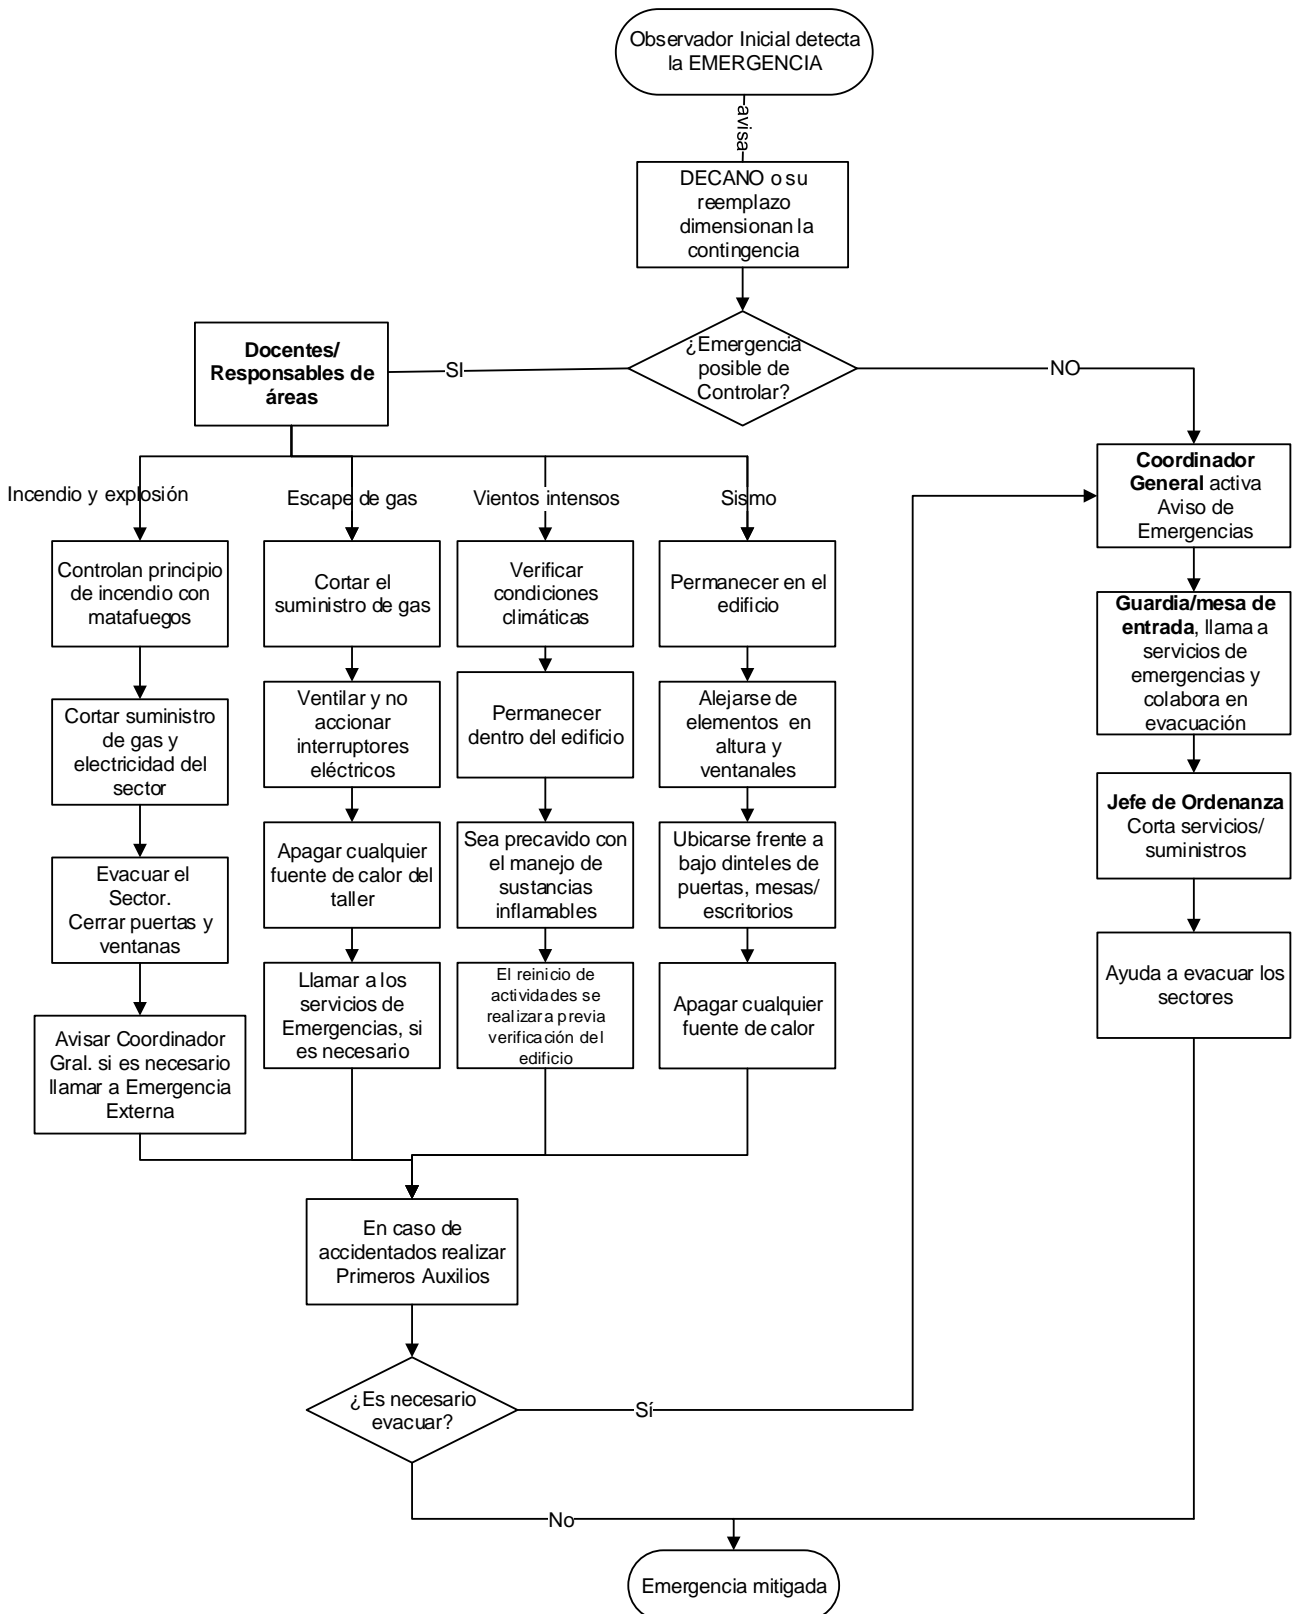 Observador Inicial detecta
la EMERGENCIA
avisa
DECANO o su
reemplazo
dimensionan la
contingencia
¿Emergencia
posible de
Controlar?
SI
NO
Docentes/
Responsables de
áreas
Incendio y explosión
Escape de gas
Vientos intensos
Sismo
Controlan principio
de incendio con
matafuegos
Cortar suministro
de gas y
electricidad del
sector
Evacuar el
Sector.
Cerrar puertas y
ventanas
Avisar Coordinador
Gral. si es necesario
llamar a Emergencia
Externa
Cortar el
suministro de gas
Ventilar y no
accionar
interruptores
eléctricos
Apagar cualquier
fuente de calor del
taller
Llamar a los
servicios de
Emergencias, si
es necesario
Verificar
condiciones
climáticas
Permanecer
dentro del edificio
Sea precavido con
el manejo de
sustancias
inflamables
El reinicio de
actividades se
realizara previa
verificación del
edificio
Permanecer en el
edificio
Alejarse de
elementos en
altura y
ventanales
Ubicarse frente a
bajo dinteles de
puertas, mesas/
escritorios
Apagar cualquier
fuente de calor
Coordinador
General activa
Aviso de
Emergencias
Guardia/mesa de
entrada, llama a
servicios de
emergencias y
colabora en
evacuación
Jefe de Ordenanza
Corta servicios/
suministros
Ayuda a evacuar los
sectores
En caso de
accidentados realizar
Primeros Auxilios
¿Es necesario
evacuar?
Sí
No
Emergencia mitigada